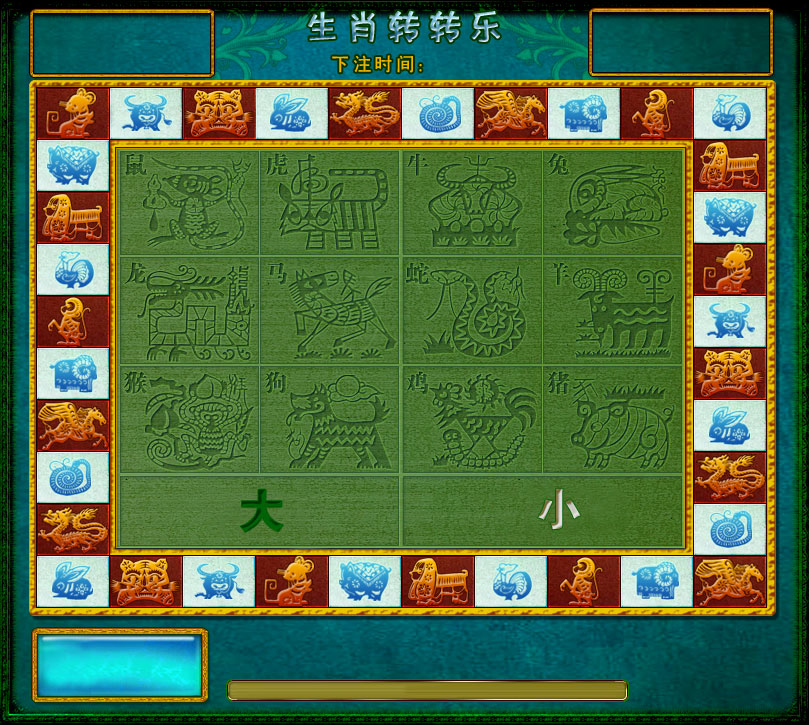 生肖转转乐
下注时间:
鼠 虎 牛 兔
龙 马 蛇 羊
猴 狗 鸡 猪
大 小